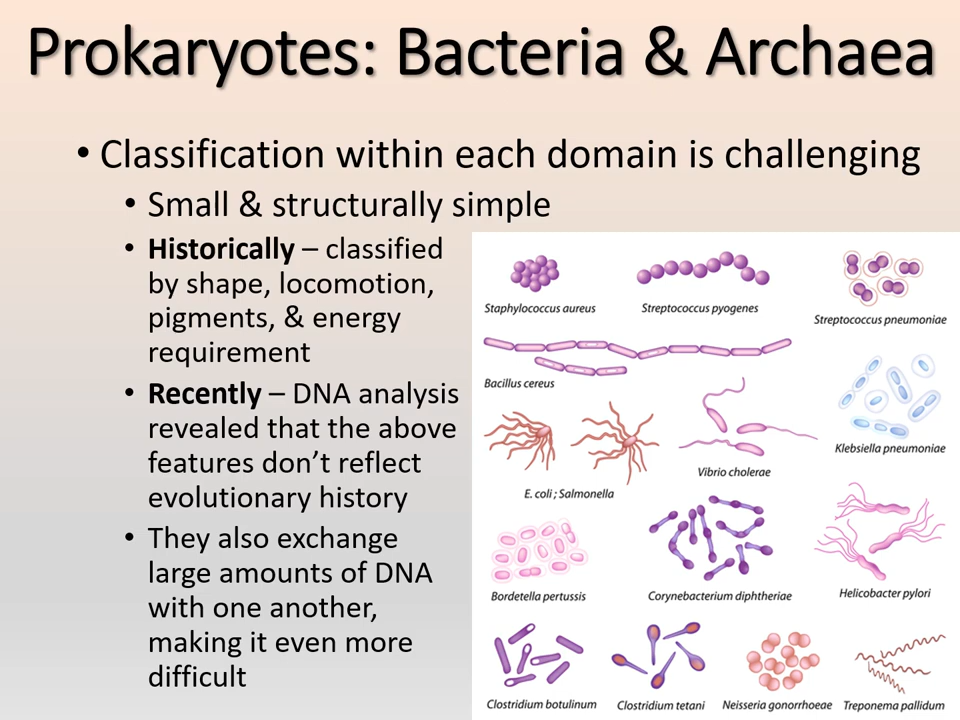 Prokaryotes: Bacteria & Archaea
• Classification within each domain is challenging
• Small & structurally simple
• Historically – classified
by shape, locomotion,
pigments, & energy
requirement
• Recently – DNA analysis
revealed that the above
features don’t reflect
evolutionary history
• They also exchange
large amounts of DNA
with one another,
making it even more
difficult
Staphylococcus aureus
Streptococcus pyogenes
Streptococcus pneumoniae
Bacillus cereus
Vibrio cholerae
Klebsiella pneumoniae
E. coli ; Salmonella
Bordetella pertussis
Corynebacterium diphtheriae
Helicobacter pylori
Clostridium botulinum
Clostridium tetani
Neisseria gonorrhoeae
Treponema pallidum